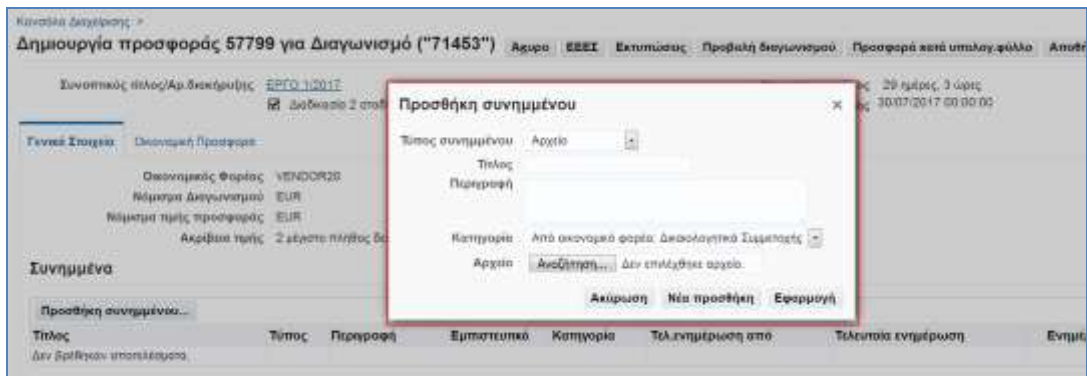 Κονσόλα Διαχείρισης >
Δημιουργία προσφοράς 57799 για Διαγωνισμό ("71453")
Άκυρο ΕΕΕΣ Εκτυπώσεις Προβολή διαγωνισμού Προσφορά κατά υπολογ.φύλλο Αποθή
Συνοπτικός τίτλος/Αρ.διακήρυξης ΕΡΓΟ 1/2017
29 ημέρες, 3 ώρες
Διαδικασία 2 σταδ
30/07/2017 00:00:00
Γενικά Στοιχεία Οικονομική Προσφορά
Οικονομικός Φορέας VENDOR20
Νόμισμα Διαγωνισμού EUR
Νόμισμα τιμής προσφοράς EUR
Ακρίβεια τιμής 2 μέγιστο πλήθος δε
Προσθήκη συνημμένου ×
Τύπος συνημμένου Αρχείο
Τίτλος
Περιγραφή
Κατηγορία Από οικονομικό φορέα: Δικαιολογητικά Συμμετοχής
Αρχείο Αναζήτηση... Δεν επιλέχθηκε αρχείο.
Ακύρωση Νέα προσθήκη Εφαρμογή
Συνημμένα
Προσθήκη συνημμένου...
Τίτλος Τύπος Περιγραφή Εμπιστευτικό Κατηγορία Τελ.ενημέρωση από Τελευταία ενημέρωση Ενημέ
Δεν βρέθηκαν αποτελέσματα.